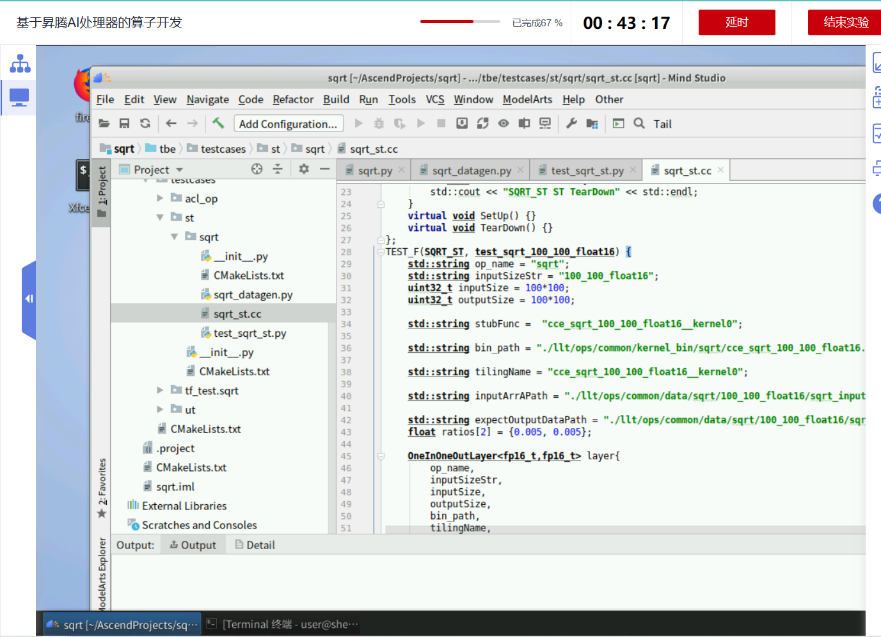 基于昇腾AI处理器的算子开发
已完成67 %
00 : 43 : 17
延时
结束实验
sqrt [~/AscendProjects/sqrt] - .../tbe/testcases/st/sqrt/sqrt_st.cc [sqrt] - Mind Studio
File Edit View Navigate Code Refactor Build Run Tools VCS Window ModelArts Help Other
Add Configuration... Tail
sqrt tbe testcases st sqrt sqrt_st.cc
Project
sqrt.py sqrt_datagen.py test_sqrt_st.py sqrt_st.cc
1: Project
2: Favorites
ModelArts Explorer
testcases
acl_op
st
sqrt
__init__.py
CMakeLists.txt
sqrt_datagen.py
sqrt_st.cc
test_sqrt_st.py
__init__.py
CMakeLists.txt
tf_test.sqrt
ut
CMakeLists.txt
.project
CMakeLists.txt
sqrt.iml
External Libraries
Scratches and Consoles
23 std::cout << "SQRT_ST ST TearDown" << std::endl;
24 }
25 virtual void SetUp() {}
26 virtual void TearDown() {}
27 };
28 TEST_F(SQRT_ST, test_sqrt_100_100_float16) {
29 std::string op_name = "sqrt";
30 std::string inputSizeStr = "100_100_float16";
31 uint32_t inputSize = 100*100;
32 uint32_t outputSize = 100*100;
33
34 std::string stubFunc = "cce_sqrt_100_100_float16__kernel0";
35
36 std::string bin_path = "./llt/ops/common/kernel_bin/sqrt/cce_sqrt_100_100_float16.
37
38 std::string tilingName = "cce_sqrt_100_100_float16__kernel0";
39
40 std::string inputArrAPath = "./llt/ops/common/data/sqrt/100_100_float16/sqrt_input
41
42 std::string expectOutputDataPath = "./llt/ops/common/data/sqrt/100_100_float16/sqr
43 float ratios[2] = {0.005, 0.005};
44
45 OneInOneOutLayer<fp16_t,fp16_t> layer{
46 op_name,
47 inputSizeStr,
48 inputSize,
49 outputSize,
50 bin_path,
51 tilingName,
Output: Output Detail
sqrt [~/AscendProjects/sq··· [Terminal 终端 - user@she···